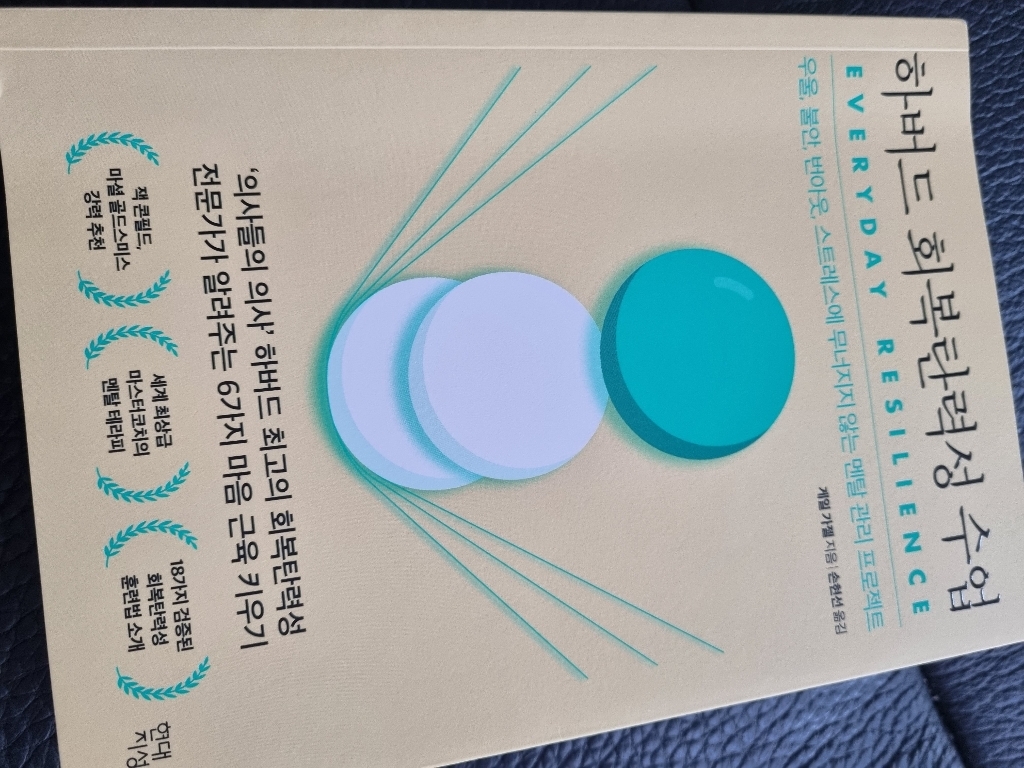 하버드 회복탄력성 수업
EVERYDAY RESILIENCE
우울, 불안, 번아웃, 스트레스에 무너지지 않는 멘탈 관리 프로젝트
게일 가젤 지음 | 손현선 옮김
‘의사들의 의사’ 하버드 최고의 회복탄력성
전문가가 알려주는 6가지 마음 근육 키우기
잭 콘필드,
마셜 골드스미스
강력 추천
세계 최상급
마스터코치의
멘탈 테라피
18가지 검증된
회복탄력성
훈련법 소개
현대
지성